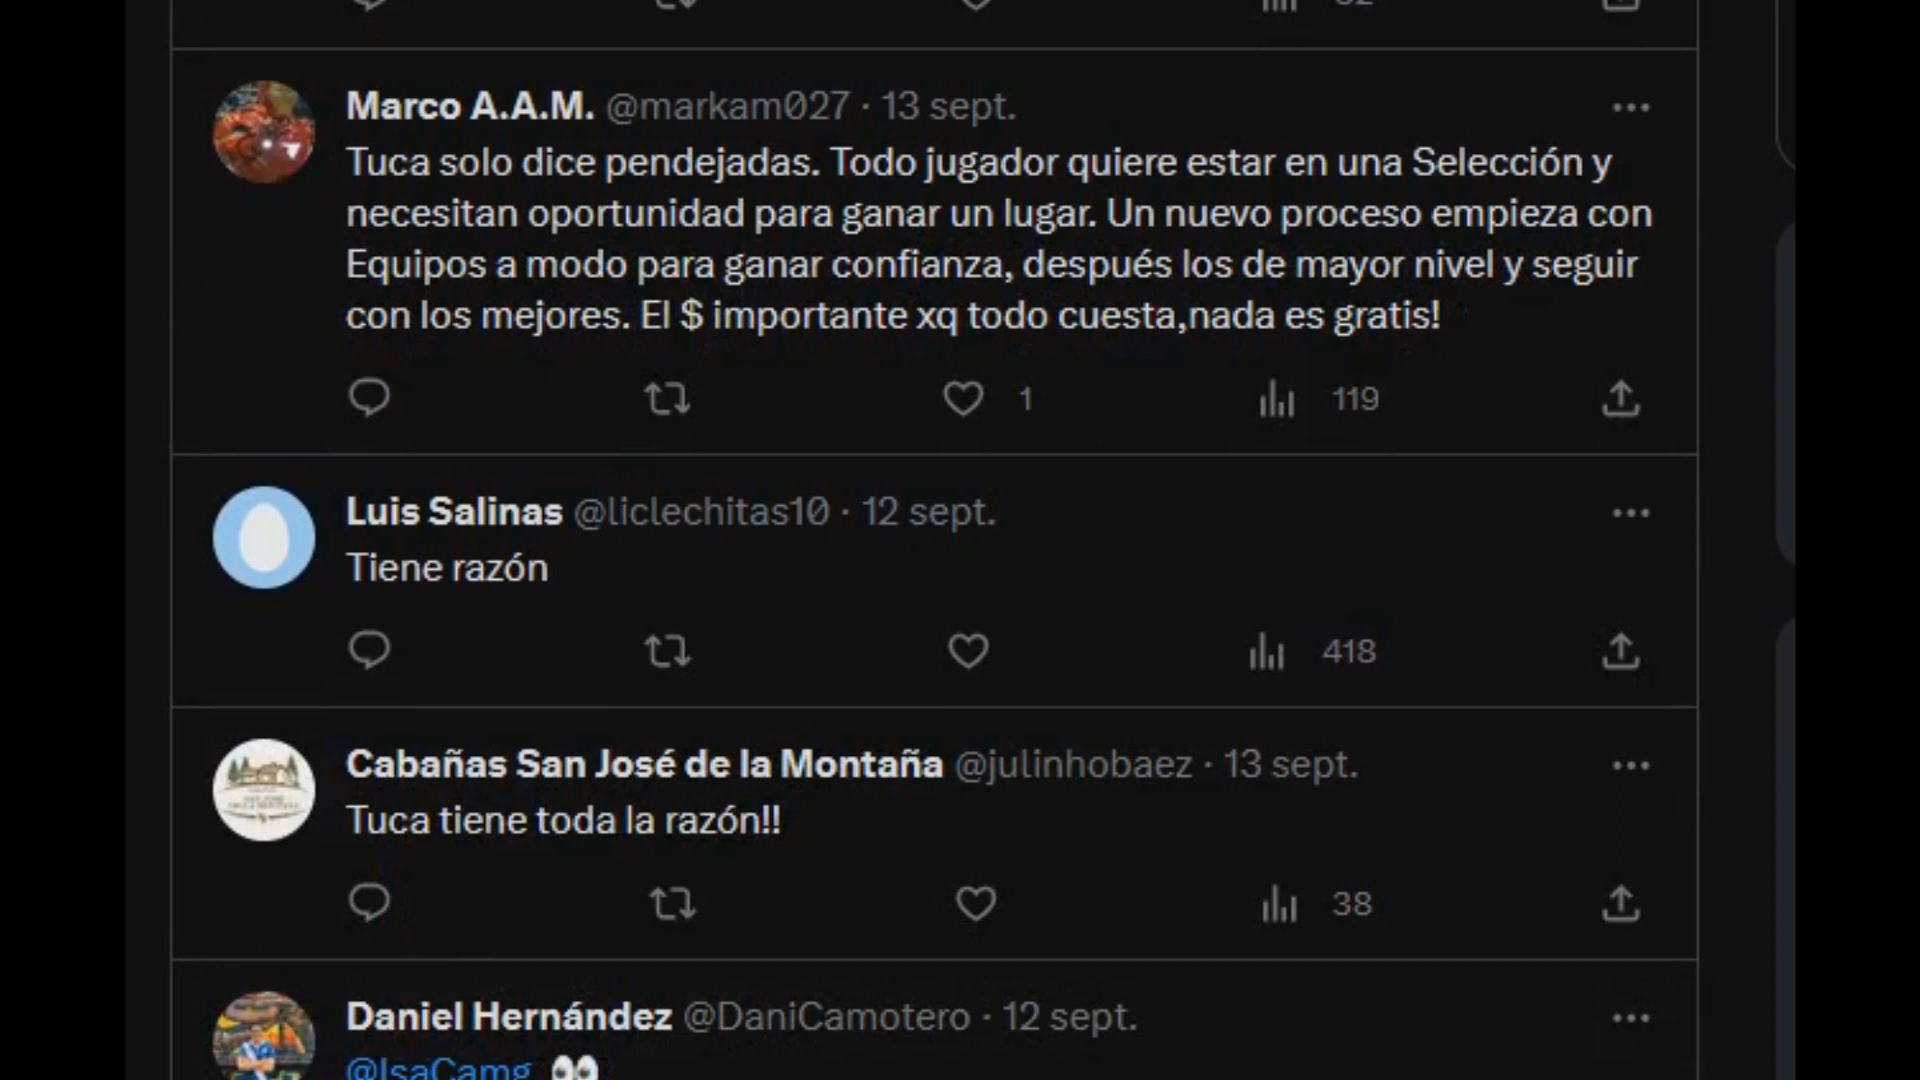 Marco A.A.M. @markam027 · 13 sept.
Tuca solo dice pendejadas. Todo jugador quiere estar en una Selección y
necesitan oportunidad para ganar un lugar. Un nuevo proceso empieza con
Equipos a modo para ganar confianza, después los de mayor nivel y seguir
con los mejores. El $ importante xq todo cuesta,nada es gratis!
1 119
Luis Salinas @liclechitas10 · 12 sept.
Tiene razón
418
Cabañas San José de la Montaña @julinhobaez · 13 sept.
Tuca tiene toda la razón!!
38
Daniel Hernández @DaniCamotero · 12 sept.
@IsaCamg 👀